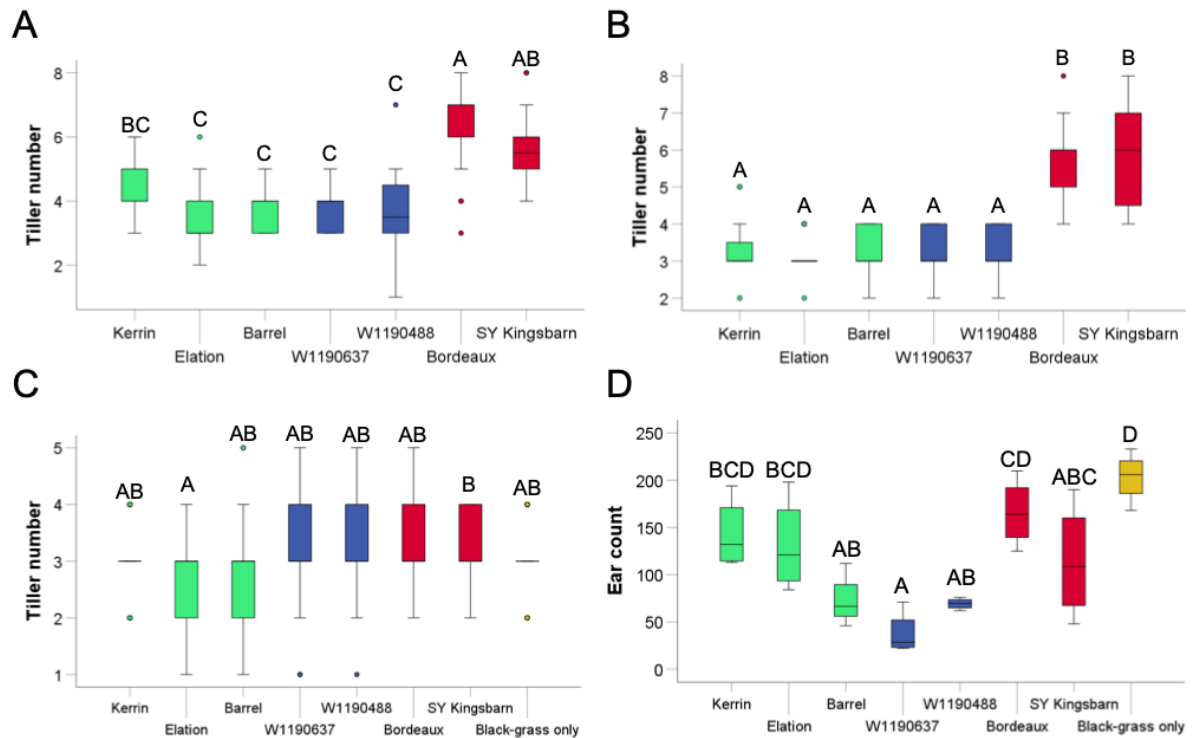 A
Tiller number
8
6
4
2
BC
C
C
C
C
A
AB
Kerrin
Elation
Barrel
W1190637
W1190488
Bordeaux
SY Kingsbarn
B
Tiller number
8
7
6
5
4
3
2
A
A
A
A
A
B
B
Kerrin
Elation
Barrel
W1190637
W1190488
Bordeaux
SY Kingsbarn
C
Tiller number
5
4
3
2
1
AB
A
AB
AB
AB
AB
B
AB
Kerrin
Elation
Barrel
W1190637
W1190488
Bordeaux
SY Kingsbarn
Black-grass only
D
Ear count
250
200
150
100
50
0
BCD
BCD
AB
A
AB
CD
ABC
D
Kerrin
Elation
Barrel
W1190637
W1190488
Bordeaux
SY Kingsbarn
Black-grass only